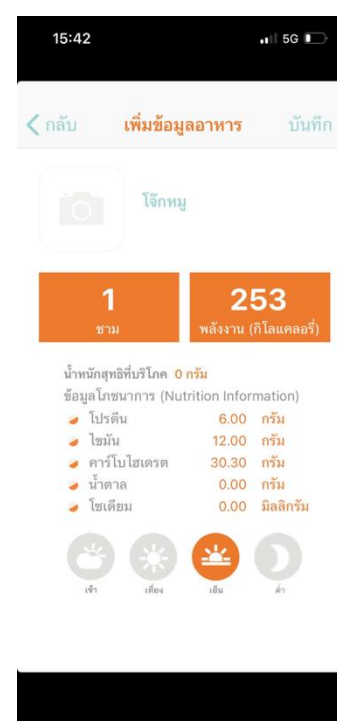 15:42 5G
กลับ เพิ่มข้อมูลอาหาร บันทึก
โจ๊กหมู
1 253
ชาม พลังงาน (กิโลแคลอรี่)
น้ำหนักสุทธิที่บริโภค 0 กรัม
ข้อมูลโภชนาการ (Nutrition Information)
โปรตีน 6.00 กรัม
ไขมัน 12.00 กรัม
คาร์โบไฮเดรต 30.30 กรัม
น้ำตาล 0.00 กรัม
โซเดียม 0.00 มิลลิกรัม
เช้า เที่ยง เย็น ค่ำ